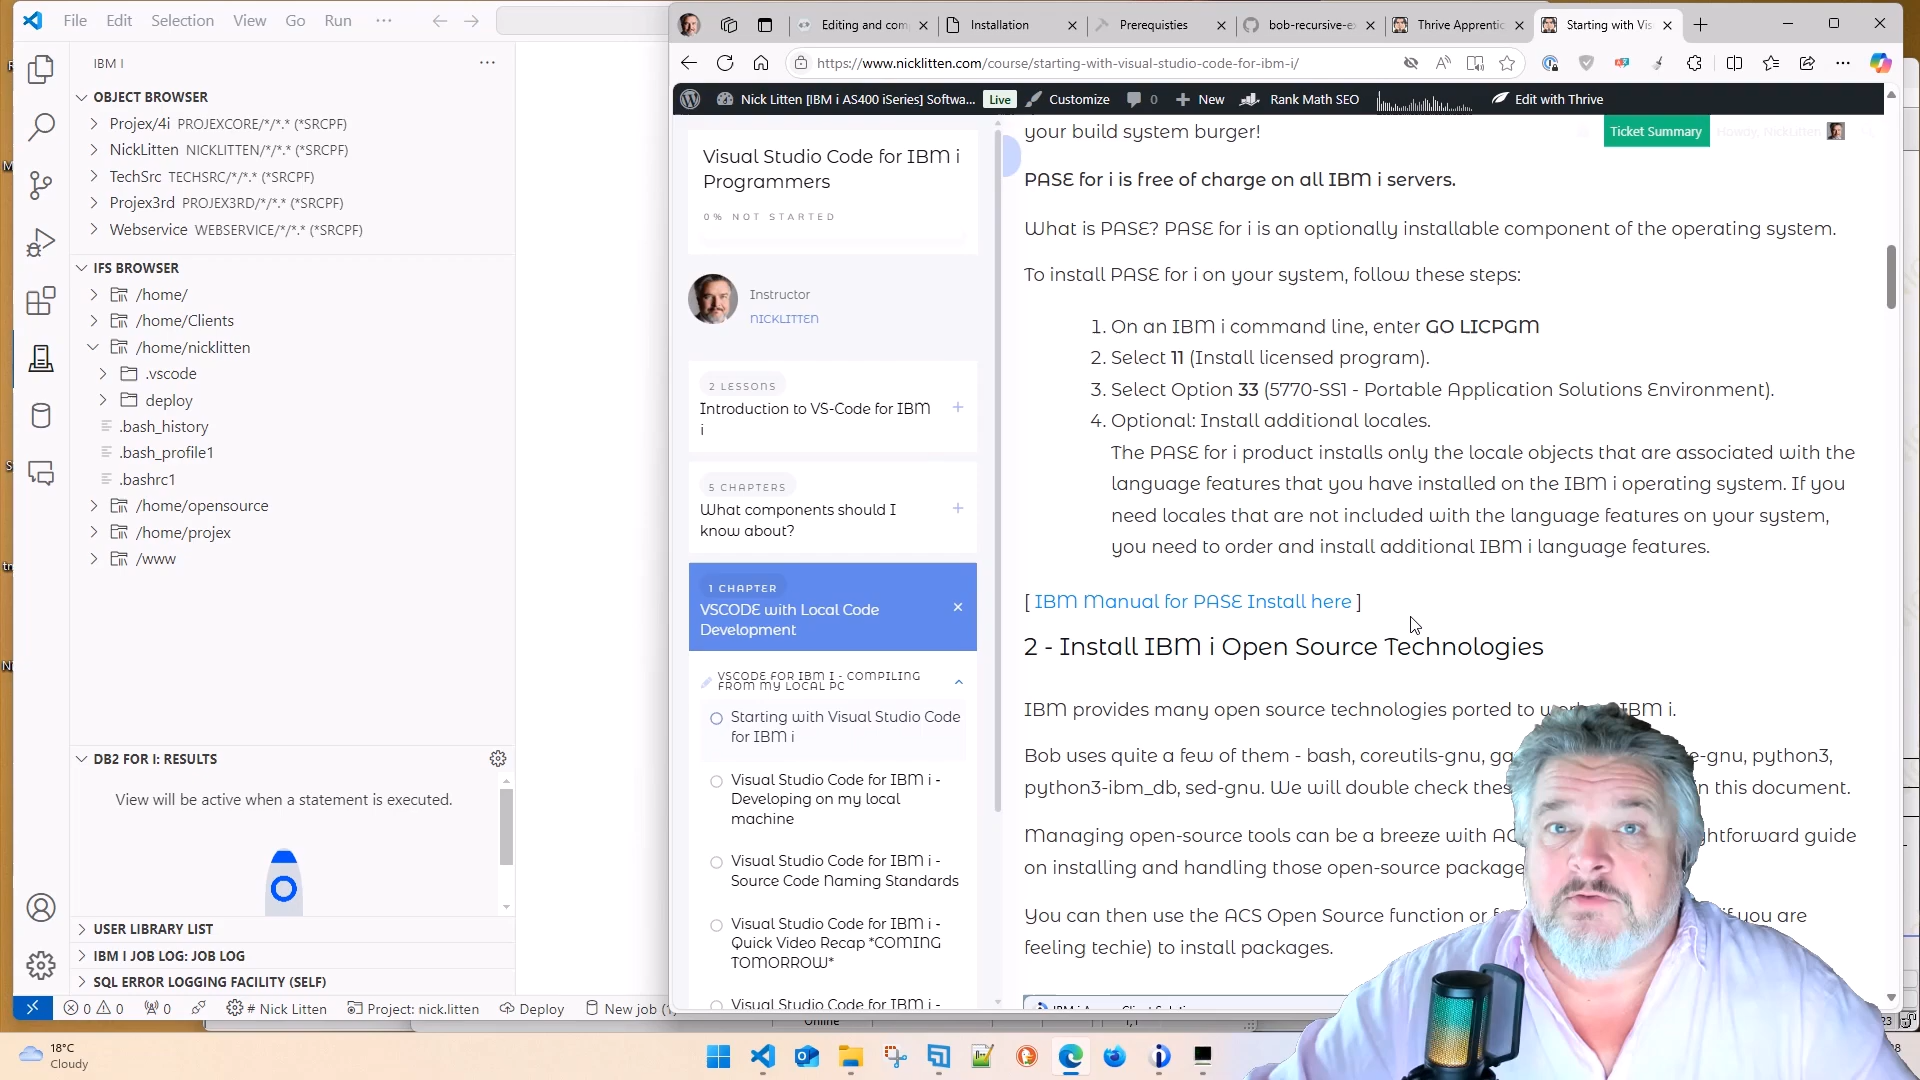 File Edit Selection View Go Run ···
IBM I
OBJECT BROWSER
Projex/4i PROJEXCORE/*/*.* (*SRCPF)
NickLitten NICKLITTEN/*/*.* (*SRCPF)
TechSrc TECHSRC/*/*.* (*SRCPF)
Projex3rd PROJEX3RD/*/*.* (*SRCPF)
Webservice WEBSERVICE/*/*.* (*SRCPF)
IFS BROWSER
/home/
/home/Clients
/home/nicklitten
.vscode
deploy
.bash_history
.bash_profile1
.bashrc1
/home/opensource
/home/projex
/www
DB2 FOR I: RESULTS
View will be active when a statement is executed.
USER LIBRARY LIST
IBM I JOB LOG: JOB LOG
SQL ERROR LOGGING FACILITY (SELF)
0 0 0 # Nick Litten Project: nick.litten Deploy New job (
18°C
Cloudy
Editing and com Installation Prerequisties bob-recursive-e Thrive Apprentic Starting with Vis
https://www.nicklitten.com/course/starting-with-visual-studio-code-for-ibm-i/
Nick Litten [IBM i AS400 iSeries] Softwa... Live Customize 0 New Rank Math SEO Edit with Thrive
Ticket Summary Howdy, NickLitten
Visual Studio Code for IBM i
Programmers
0% NOT STARTED
Instructor
NICKLITTEN
2 LESSONS
Introduction to VS-Code for IBM
i
5 CHAPTERS
What components should I
know about?
1 CHAPTER
VSCODE with Local Code
Development
VSCODE FOR IBM I - COMPILING
FROM MY LOCAL PC
Starting with Visual Studio Code
for IBM i
Visual Studio Code for IBM i -
Developing on my local
machine
Visual Studio Code for IBM i -
Source Code Naming Standards
Visual Studio Code for IBM i -
Quick Video Recap *COMING
TOMORROW*
Visual Studio Code for IBM i -
your build system burger!
PASE for i is free of charge on all IBM i servers.
What is PASE? PASE for i is an optionally installable component of the operating system.
To install PASE for i on your system, follow these steps:
1. On an IBM i command line, enter GO LICPGM
2. Select 11 (Install licensed program).
3. Select Option 33 (5770-SS1 - Portable Application Solutions Environment).
4. Optional: Install additional locales.
The PASE for i product installs only the locale objects that are associated with the
language features that you have installed on the IBM i operating system. If you
need locales that are not included with the language features on your system,
you need to order and install additional IBM i language features.
[ IBM Manual for PASE Install here ]
2 - Install IBM i Open Source Technologies
IBM provides many open source technologies ported to IBM i.
Bob uses quite a few of them - bash, coreutils-gnu, e-gnu, python3,
python3-ibm_db, sed-gnu. We will double check n this document.
Managing open-source tools can be a breeze with ghtforward guide
on installing and handling those open-source package
You can then use the ACS Open Source function or if you are
feeling techie) to install packages.
Online